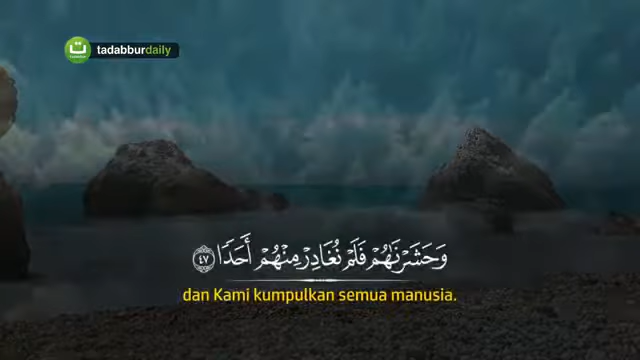 tadabburdaily
وَحَشَرْنَٰهُمْ فَلَمْ نُغَادِرْ مِنْهُمْ أَحَدًا ٤٧
dan Kami kumpulkan semua manusia.